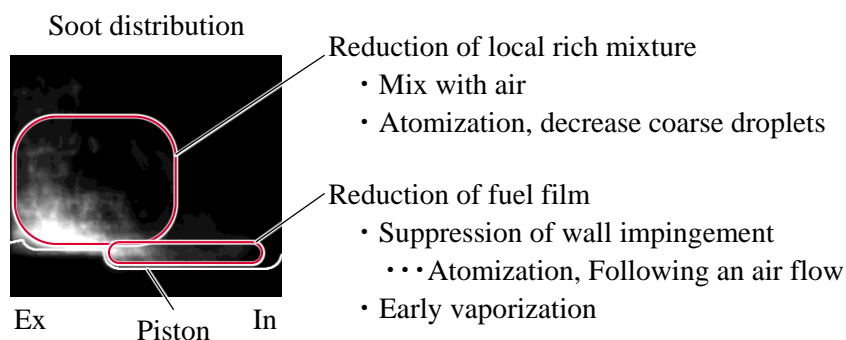 Soot distribution
Reduction of local rich mixture
・Mix with air
・Atomization, decrease coarse droplets
Reduction of fuel film
・Suppression of wall impingement
・・・Atomization, Following an air flow
・Early vaporization
Ex
Piston
In